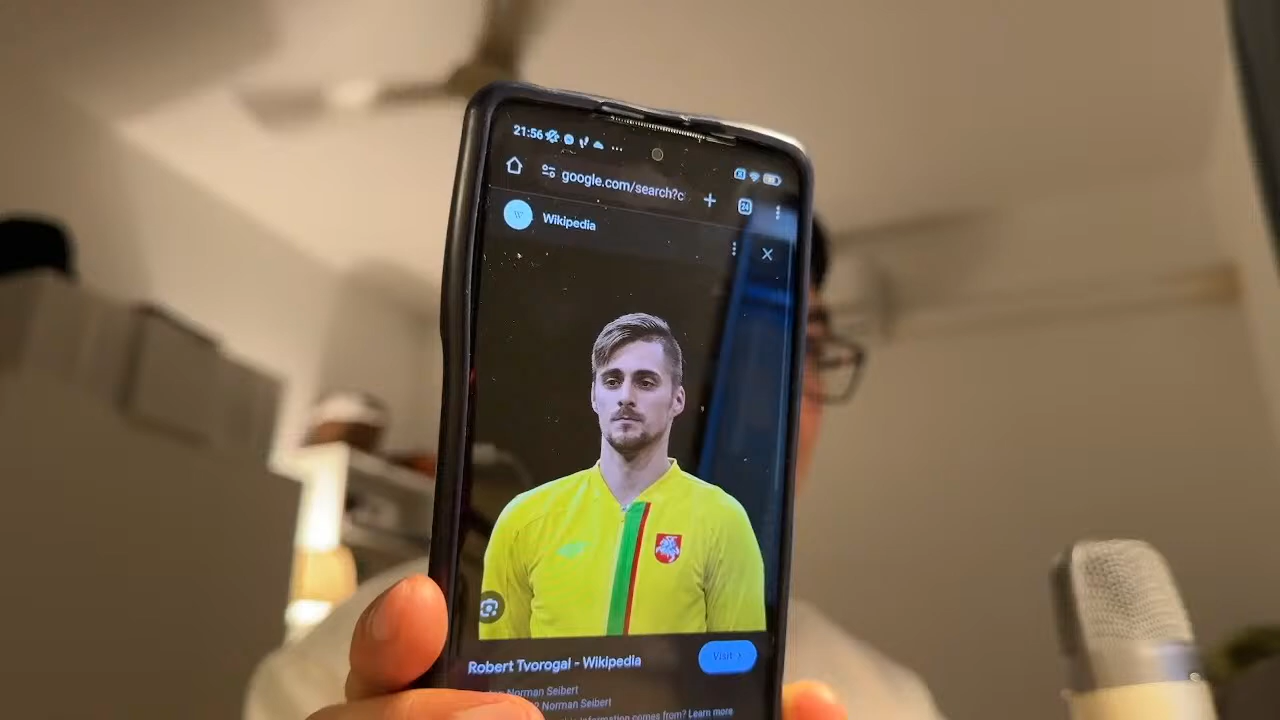 21:56
google.com/search?c
24
W
Wikipedia
Robert Tvorogal - Wikipedia
Visit >
Norman Seibert
? Norman Seibert
information comes from? Learn more